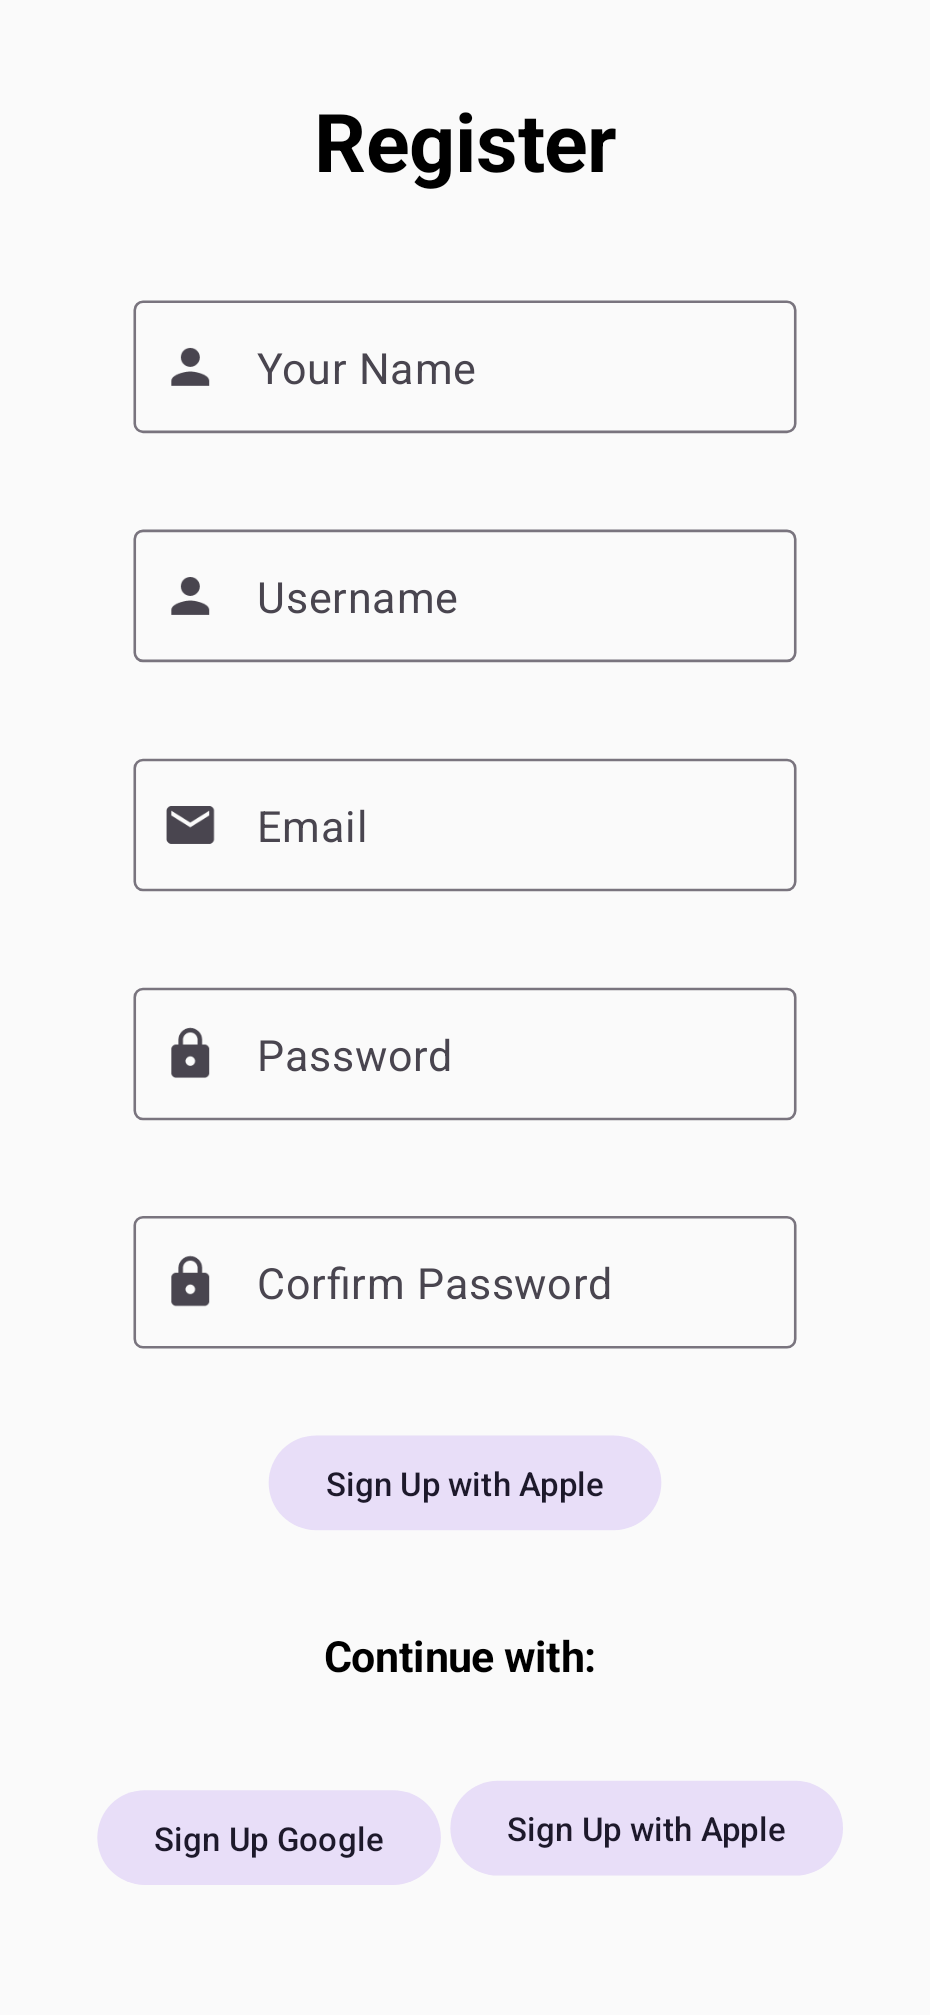 Register
Your Name
Username
Email
Password
Corfirm Password
Sign Up with Apple
Continue with:
Sign Up Google
Sign Up with Apple